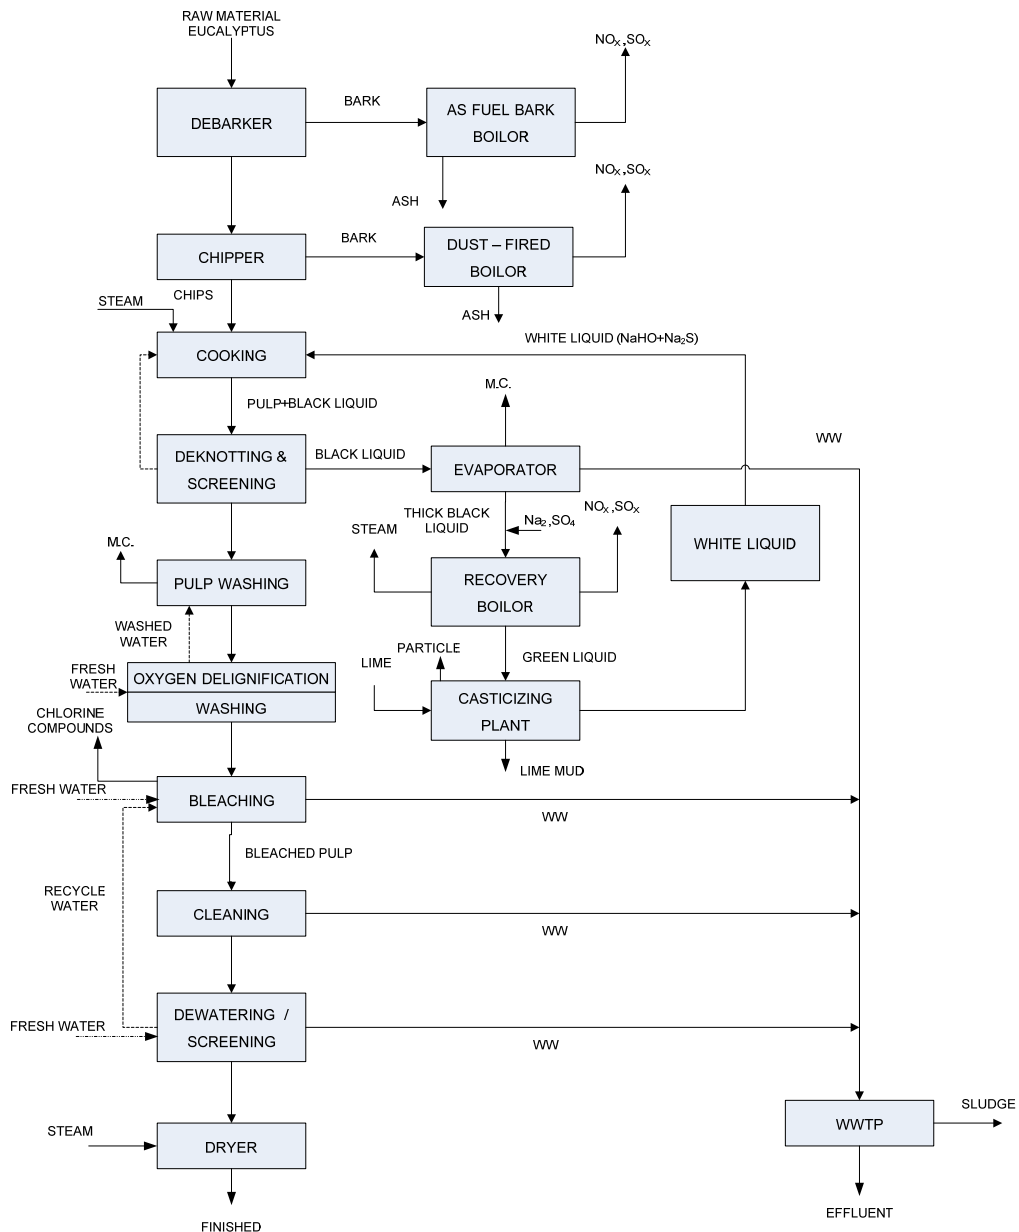 RAW MATERIAL
EUCALYPTUS
NOX,SOX
BARK
DEBARKER
AS FUEL BARK
BOILOR
NOX,SOX
ASH
BARK
CHIPPER
DUST – FIRED
BOILOR
CHIPS
STEAM
ASH
WHITE LIQUID (NaHO+Na2S)
COOKING
M.C.
PULP+BLACK LIQUID
WW
DEKNOTTING &
SCREENING
BLACK LIQUID
EVAPORATOR
THICK BLACK
LIQUID
Na2,SO4
NOX,SOX
STEAM
WHITE LIQUID
M.C.
PULP WASHING
RECOVERY
BOILOR
WASHED
WATER
PARTICLE
LIME
GREEN LIQUID
FRESH
WATER
OXYGEN DELIGNIFICATION
WASHING
CASTICIZING
PLANT
CHLORINE
COMPOUNDS
LIME MUD
FRESH WATER
BLEACHING
WW
BLEACHED PULP
RECYCLE
WATER
CLEANING
WW
DEWATERING /
SCREENING
FRESH WATER
WW
SLUDGE
WWTP
STEAM
DRYER
EFFLUENT
FINISHED